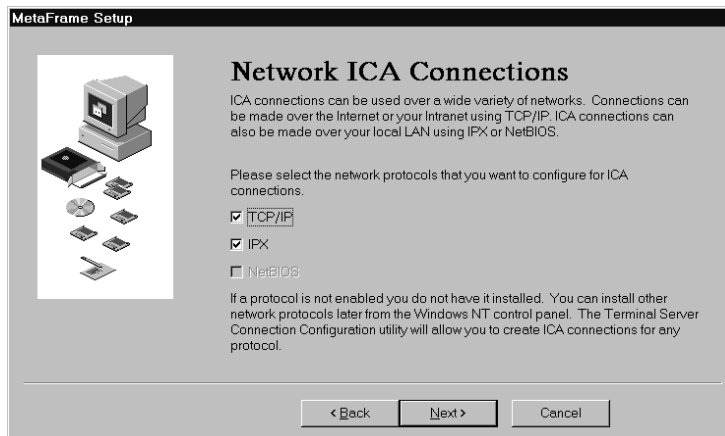 MetaFrame Setup
Network ICA Connections
ICA connections can be used over a wide variety of networks. Connections can
be made over the Internet or your Intranet using TCP/IP. ICA connections can
also be made over your local LAN using IPX or NetBIOS.
Please select the network protocols that you want to configure for ICA
connections.
TCP/IP
IPX
NetBIOS
If a protocol is not enabled you do not have it installed. You can install other
network protocols later from the Windows NT control panel. The Terminal Server
Connection Configuration utility will allow you to create ICA connections for any
protocol.
< Back Next > Cancel